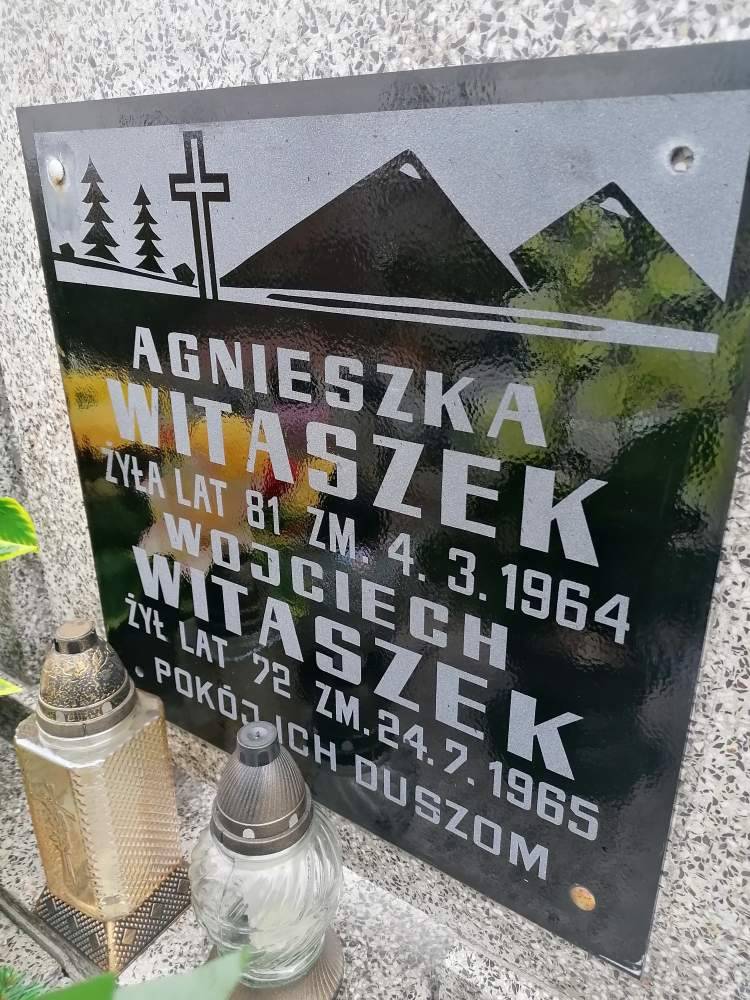 AGNIESZKA
WITASZEK
ŻYŁA LAT 81 ZM. 4. 3. 1964
WOJCIECH
WITASZEK
ŻYŁ LAT 72 ZM. 24. 7. 1965
POKÓJ ICH DUSZOM